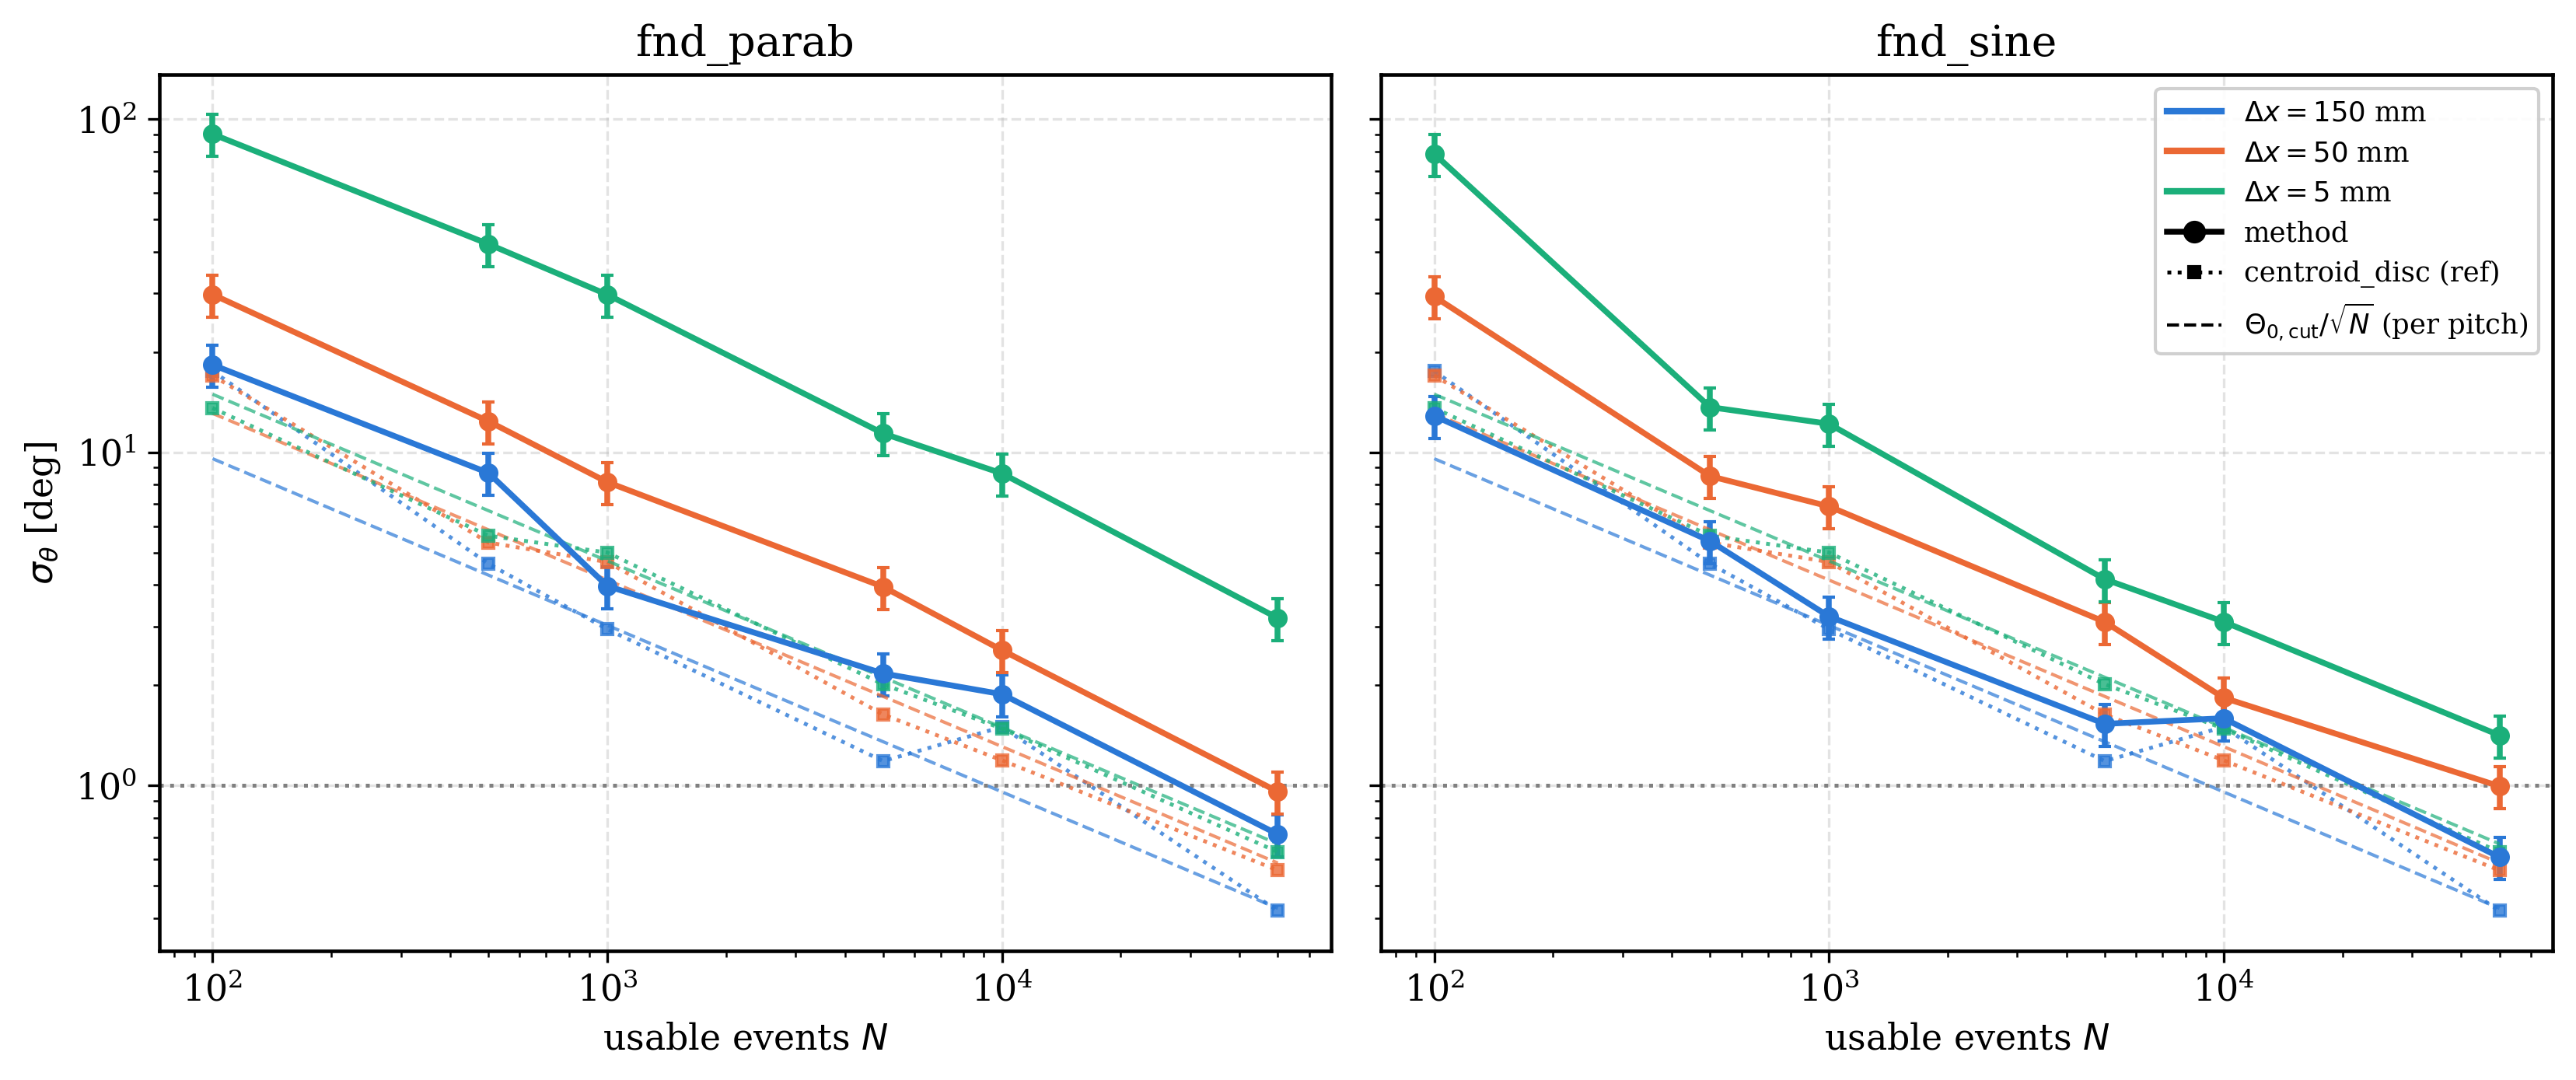 fnd_parab
fnd_sine
σ_θ [deg]
10²
10¹
10⁰
10² 10³ 10⁴
10² 10³ 10⁴
usable events N
usable events N
Δx = 150 mm
Δx = 50 mm
Δx = 5 mm
method
centroid_disc (ref)
Θ₀,cut/√N (per pitch)